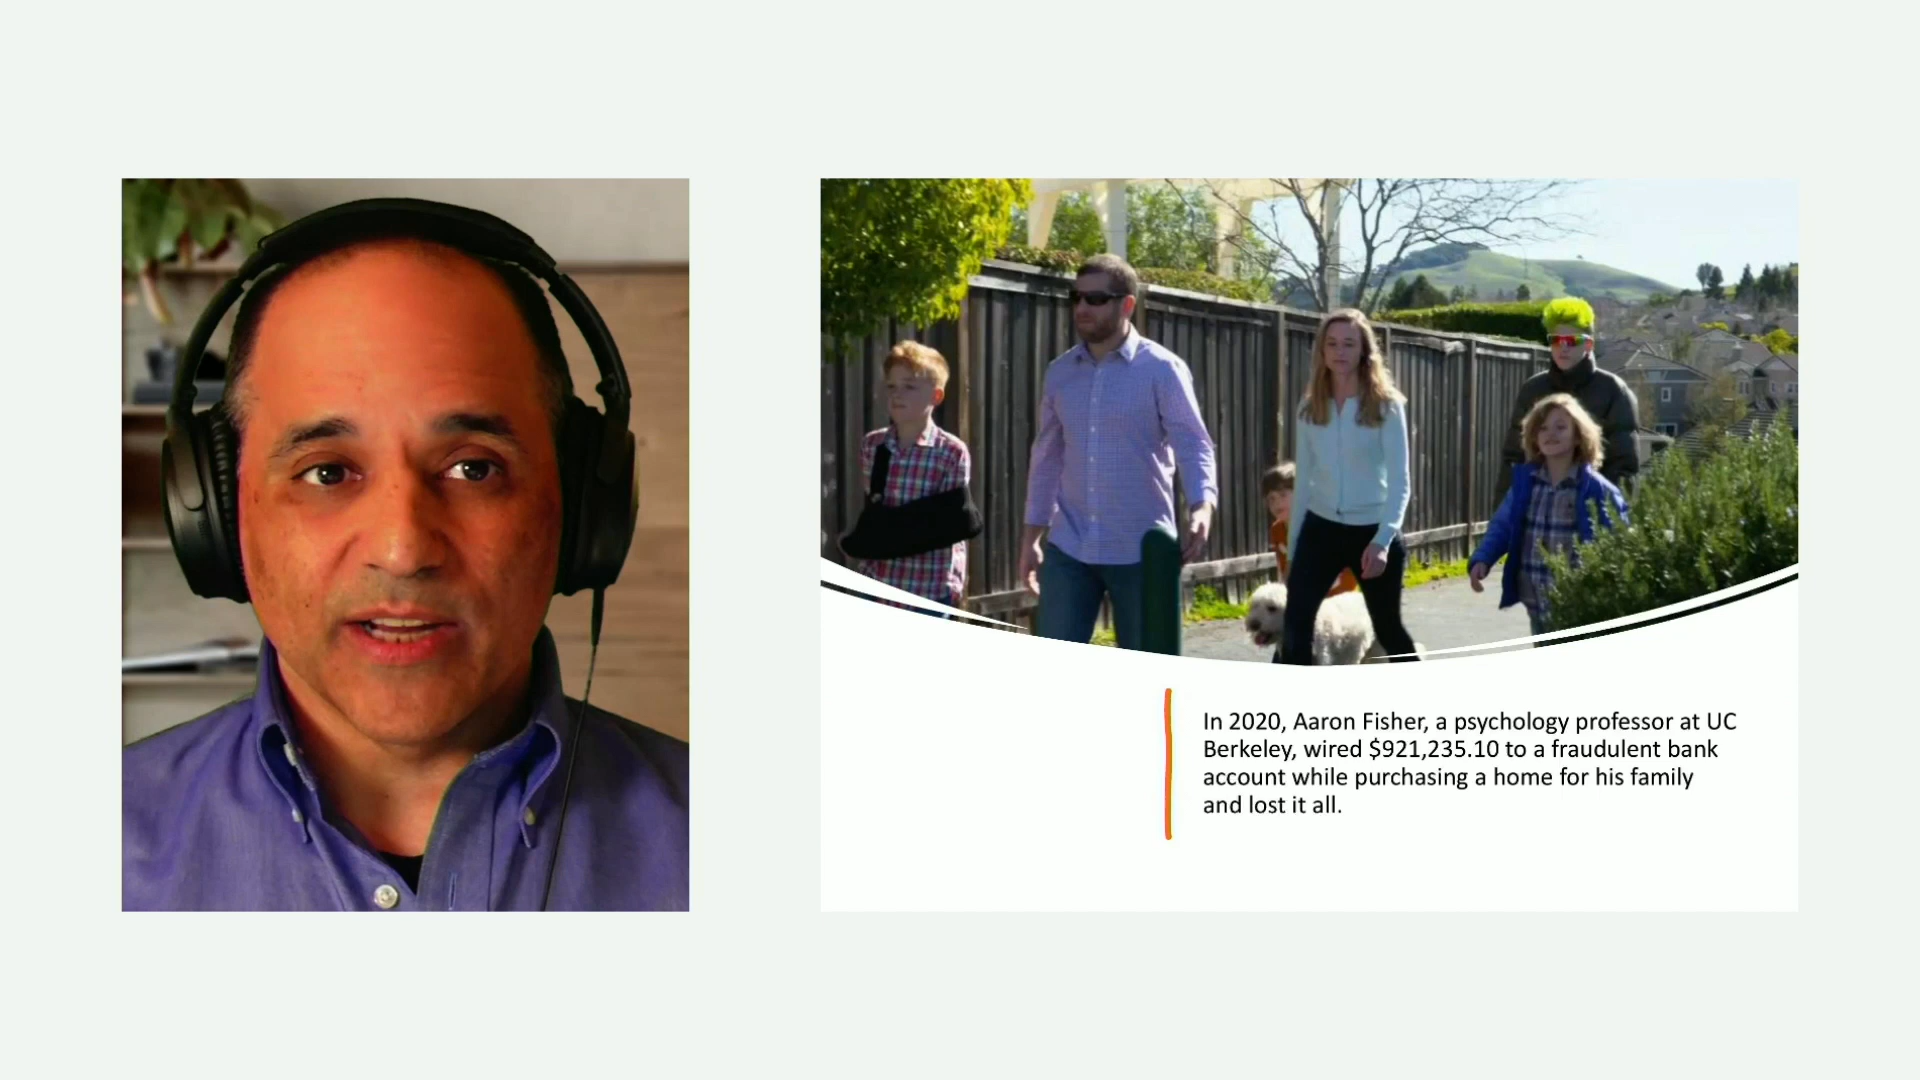 In 2020, Aaron Fisher, a psychology professor at UC
Berkeley, wired $921,235.10 to a fraudulent bank
account while purchasing a home for his family
and lost it all.